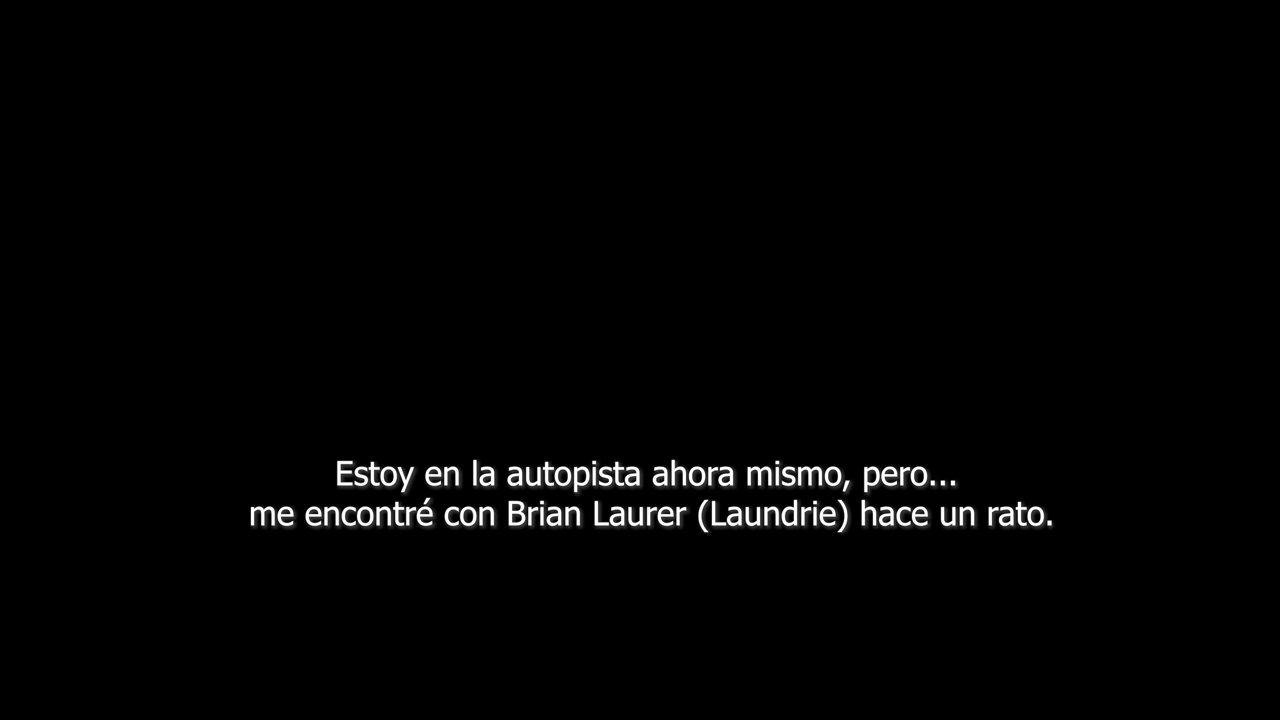 Estoy en la autopista ahora mismo, pero...
me encontré con Brian Laurer (Laundrie) hace un rato.